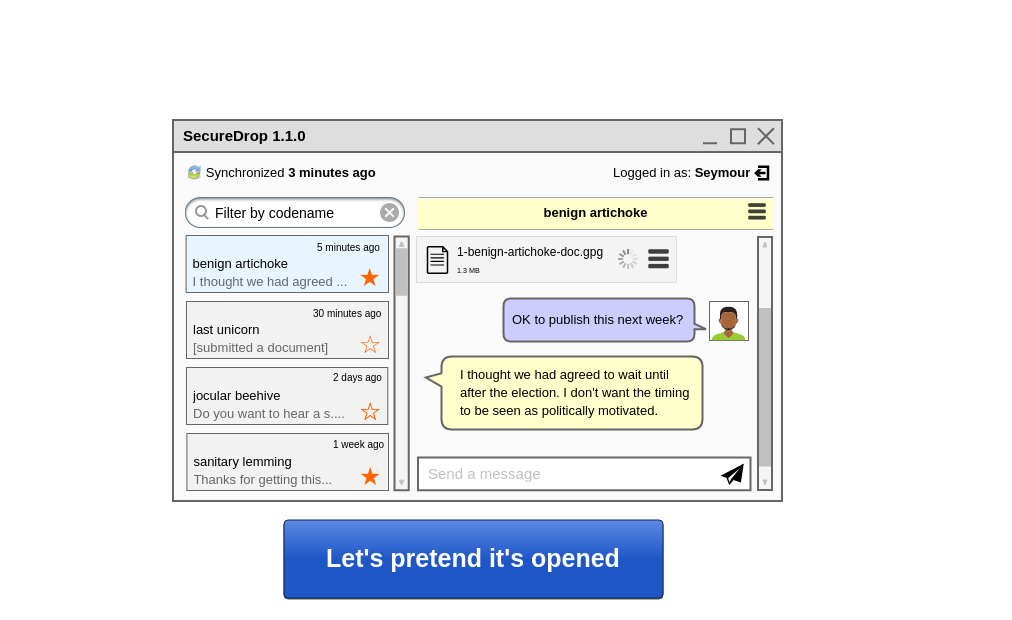 SecureDrop 1.1.0
Synchronized 3 minutes ago
Logged in as: Seymour
Filter by codename
benign artichoke
5 minutes ago
benign artichoke
I thought we had agreed ...
30 minutes ago
last unicorn
[submitted a document]
2 days ago
jocular beehive
Do you want to hear a s....
1 week ago
sanitary lemming
Thanks for getting this...
1-benign-artichoke-doc.jpg
1.3 MB
OK to publish this next week?
I thought we had agreed to wait until
after the election. I don't want the timing
to be seen as politically motivated.
Send a message
Let's pretend it's opened